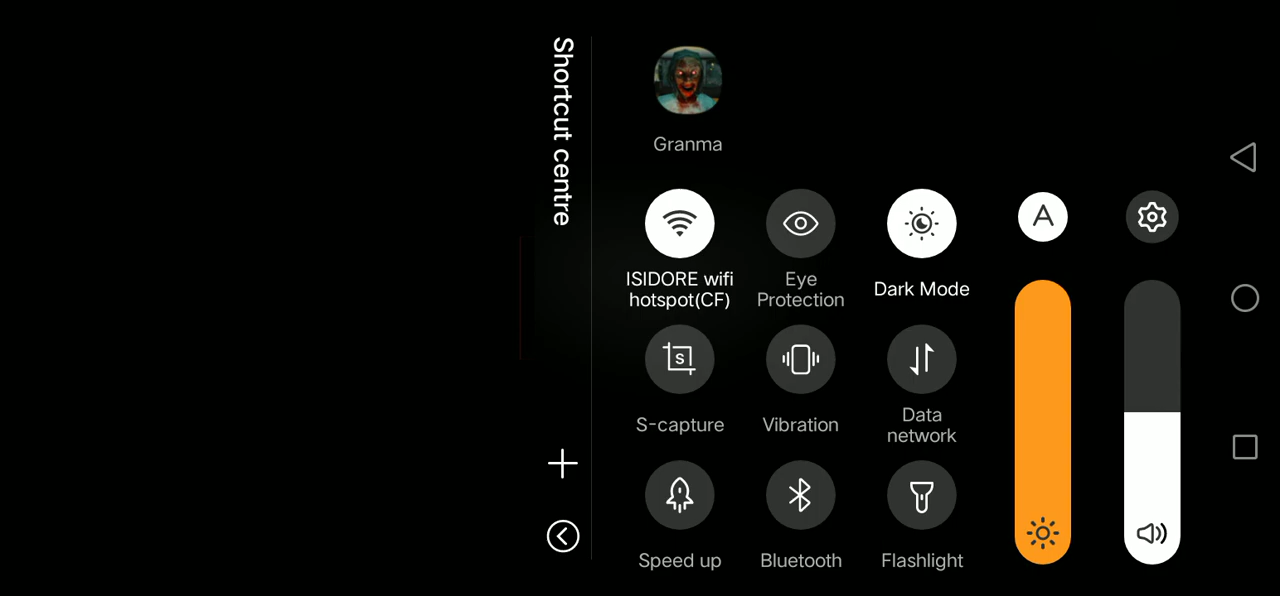 Shortcut centre
Granma
ISIDORE wifi
hotspot(CF)
Eye
Protection
Dark Mode
A
S
S-capture
Vibration
Data
network
Speed up
Bluetooth
Flashlight